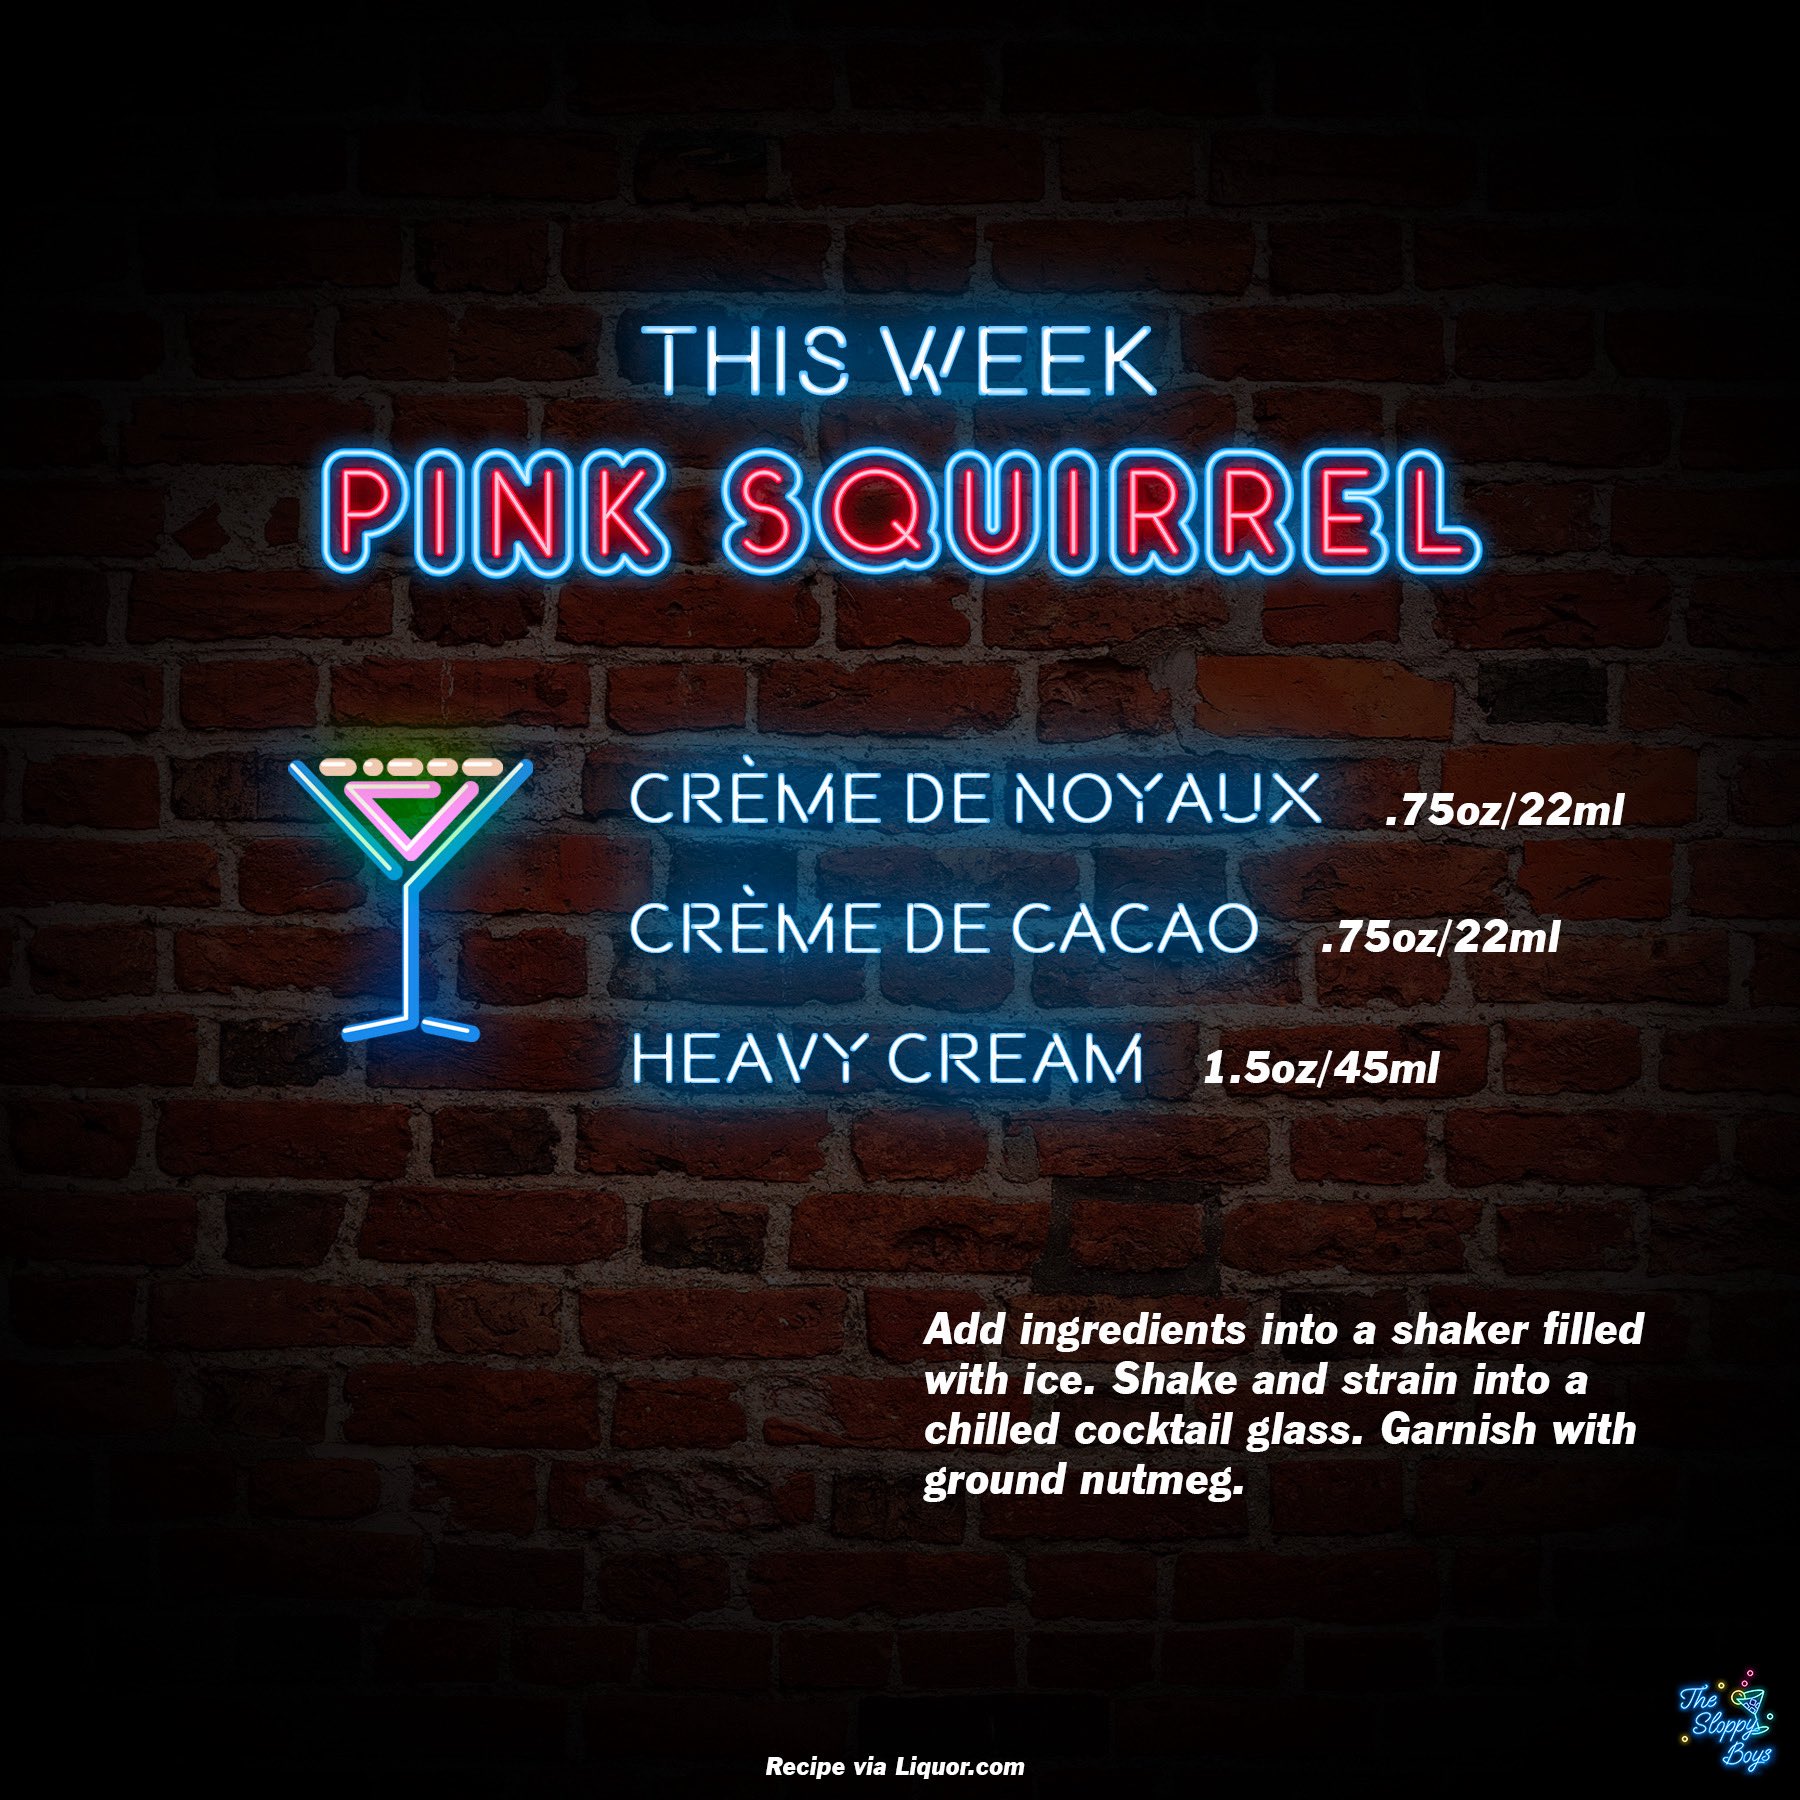 THIS WEEK
PINK SQUIRREL
CRÈME DE NOYAUX .75oz/22ml
CRÈME DE CACAO .75oz/22ml
HEAVY CREAM 1.5oz/45ml
Add ingredients into a shaker filled
with ice. Shake and strain into a
chilled cocktail glass. Garnish with
ground nutmeg.
Recipe via Liquor.com
The
Sloppy
Boys